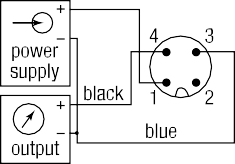 +
power
supply
−
4 3
1 2
black
+
output
−
blue